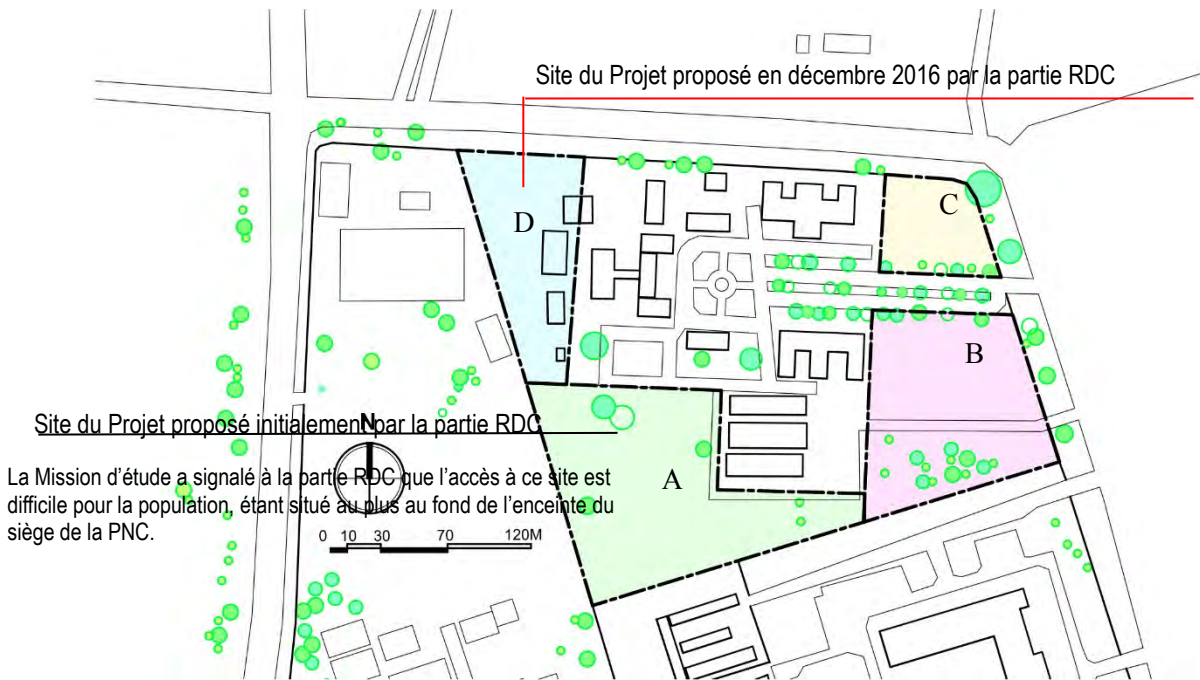 Site du Projet proposé en décembre 2016 par la partie RDC
D
C
B
Site du Projet proposé initialement par la partie RDC
N
La Mission d'étude a signalé à la partie RDC que l'accès à ce site est
difficile pour la population, étant situé au plus au fond de l'enceinte du
siège de la PNC.
A
0 10 30 70 120M